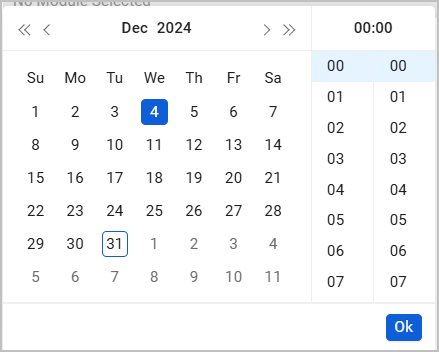 No Module Selected
Dec 2024
00:00
Su Mo Tu We Th Fr Sa
1 2 3 4 5 6 7
8 9 10 11 12 13 14
15 16 17 18 19 20 21
22 23 24 25 26 27 28
29 30 31 1 2 3 4
5 6 7 8 9 10 11
00 00
01 01
02 02
03 03
04 04
05 05
06 06
07 07
Ok